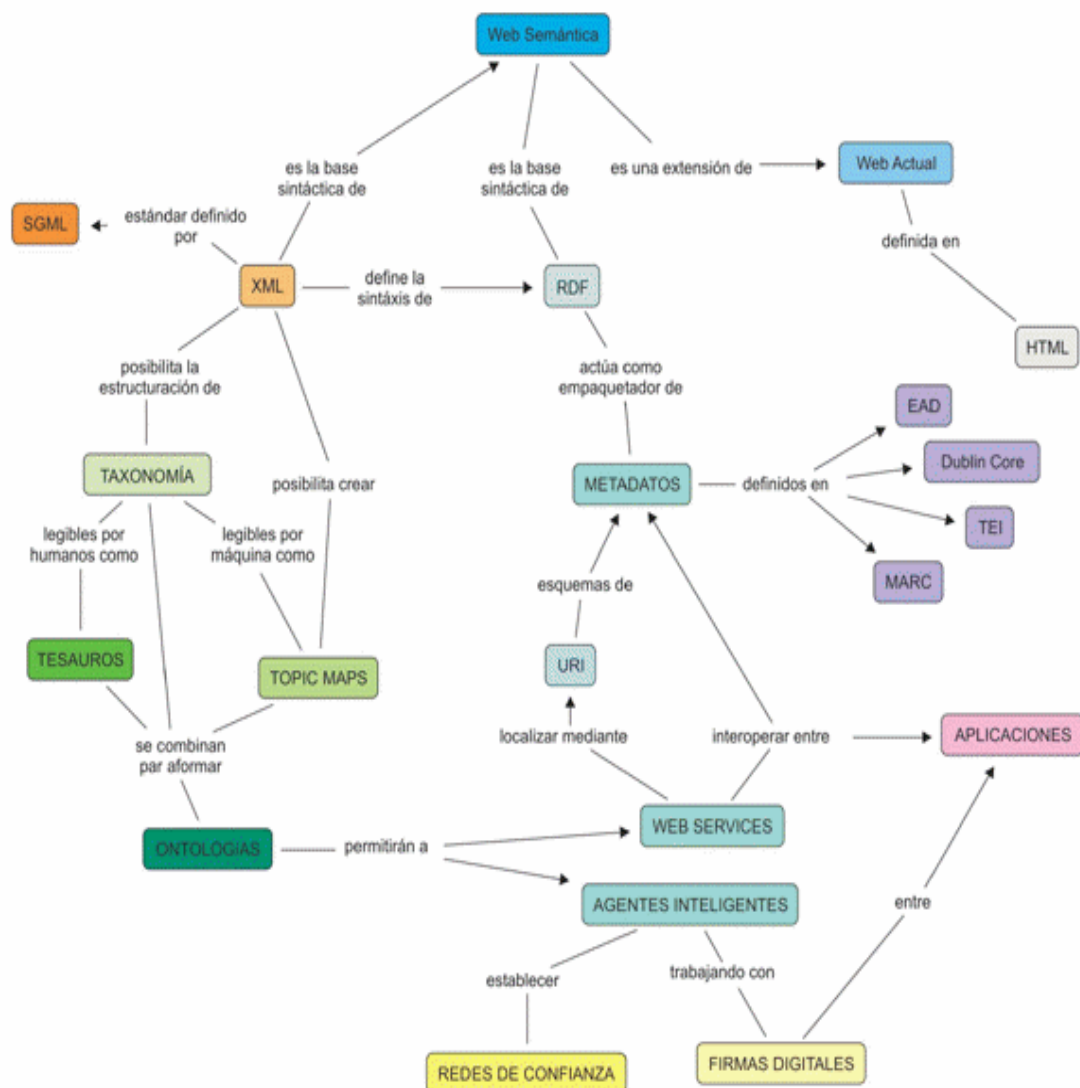 Web Semántica
es la base
sintáctica de
es la base
sintáctica de
es una extensión de
Web Actual
SGML
estándar definido
por
definida en
XML
define la
sintáxis de
RDF
HTML
posibilita la
estructuración de
actúa como
empaquetador de
EAD
Dublin Core
TAXONOMÍA
posibilita crear
METADATOS
definidos en
TEI
MARC
legibles por
humanos como
legibles por
máquina como
esquemas de
TESAUROS
TOPIC MAPS
URI
se combinan
par aformar
localizar mediante
interoperar entre
APLICACIONES
WEB SERVICES
ONTOLOGÍAS
permitirán a
AGENTES INTELIGENTES
entre
establecer
trabajando con
REDES DE CONFIANZA
FIRMAS DIGITALES